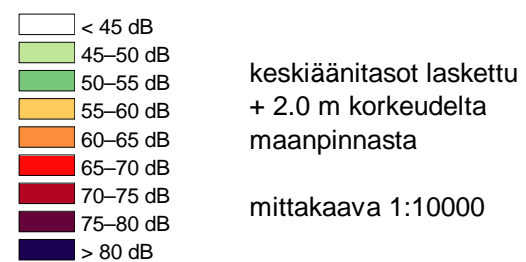 < 45 dB
45–50 dB
50–55 dB
55–60 dB
60–65 dB
65–70 dB
70–75 dB
75–80 dB
> 80 dB
keskiäänitasot laskettu
+ 2.0 m korkeudelta
maanpinnasta
mittakaava 1:10000